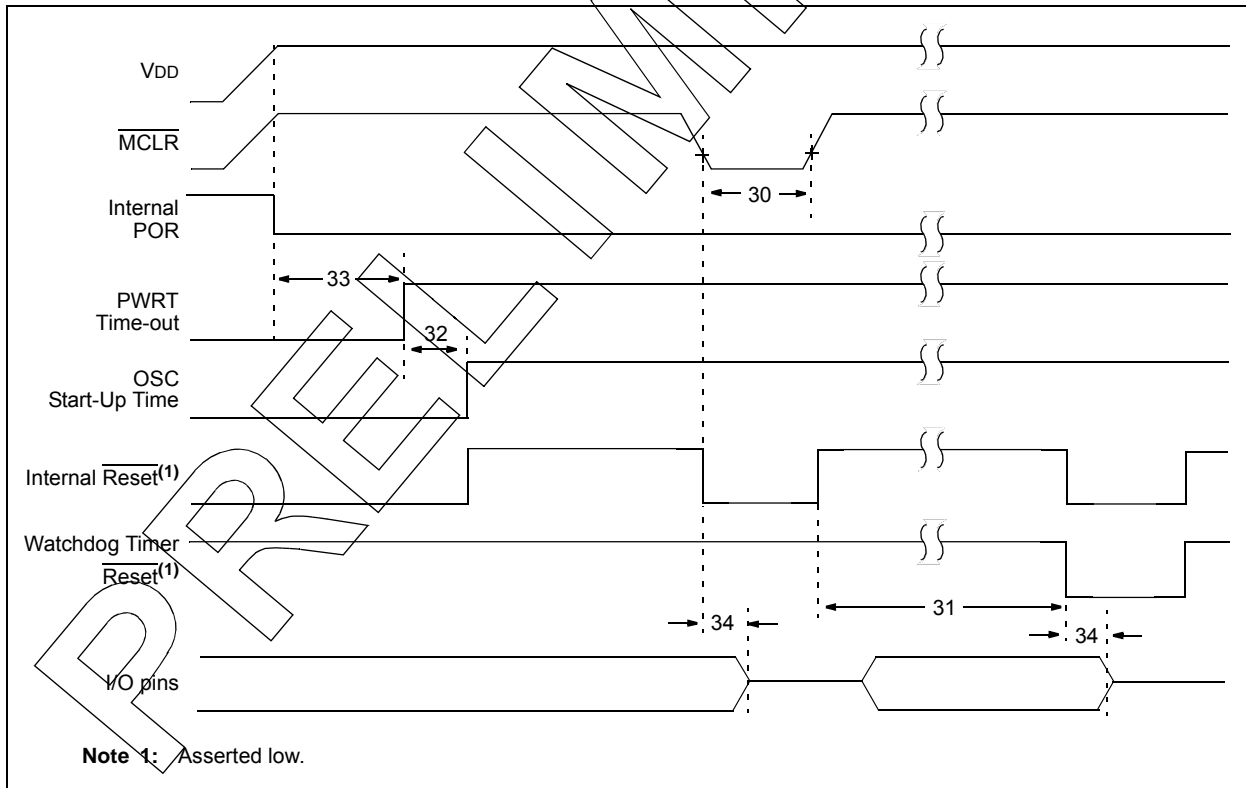 VDD
MCLR
Internal
POR
PWRT
Time-out
OSC
Start-Up Time
Internal Reset(1)
Watchdog Timer
Reset(1)
I/O pins
30
33
32
31
34
34
Note 1: Asserted low.
PRELIM